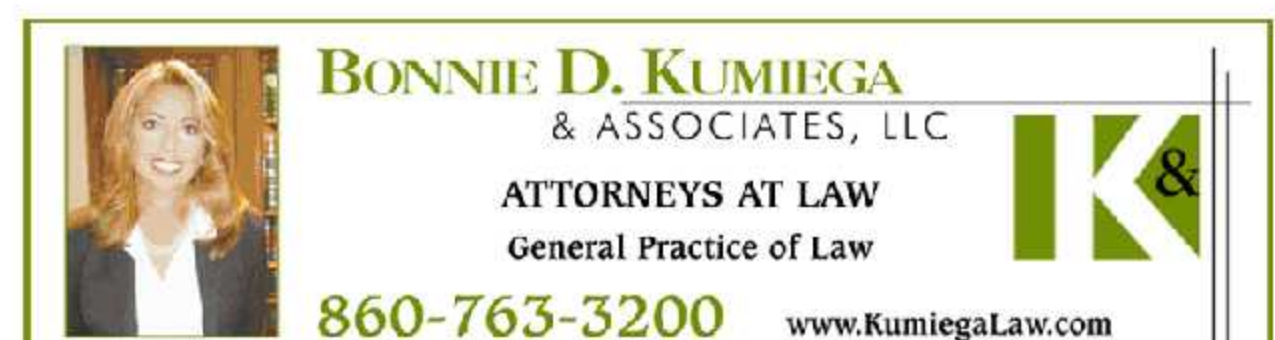 BONNIE D. KUMIEGA
& ASSOCIATES, LLC
K&
ATTORNEYS AT LAW
General Practice of Law
860-763-3200 www.KumiegaLaw.com